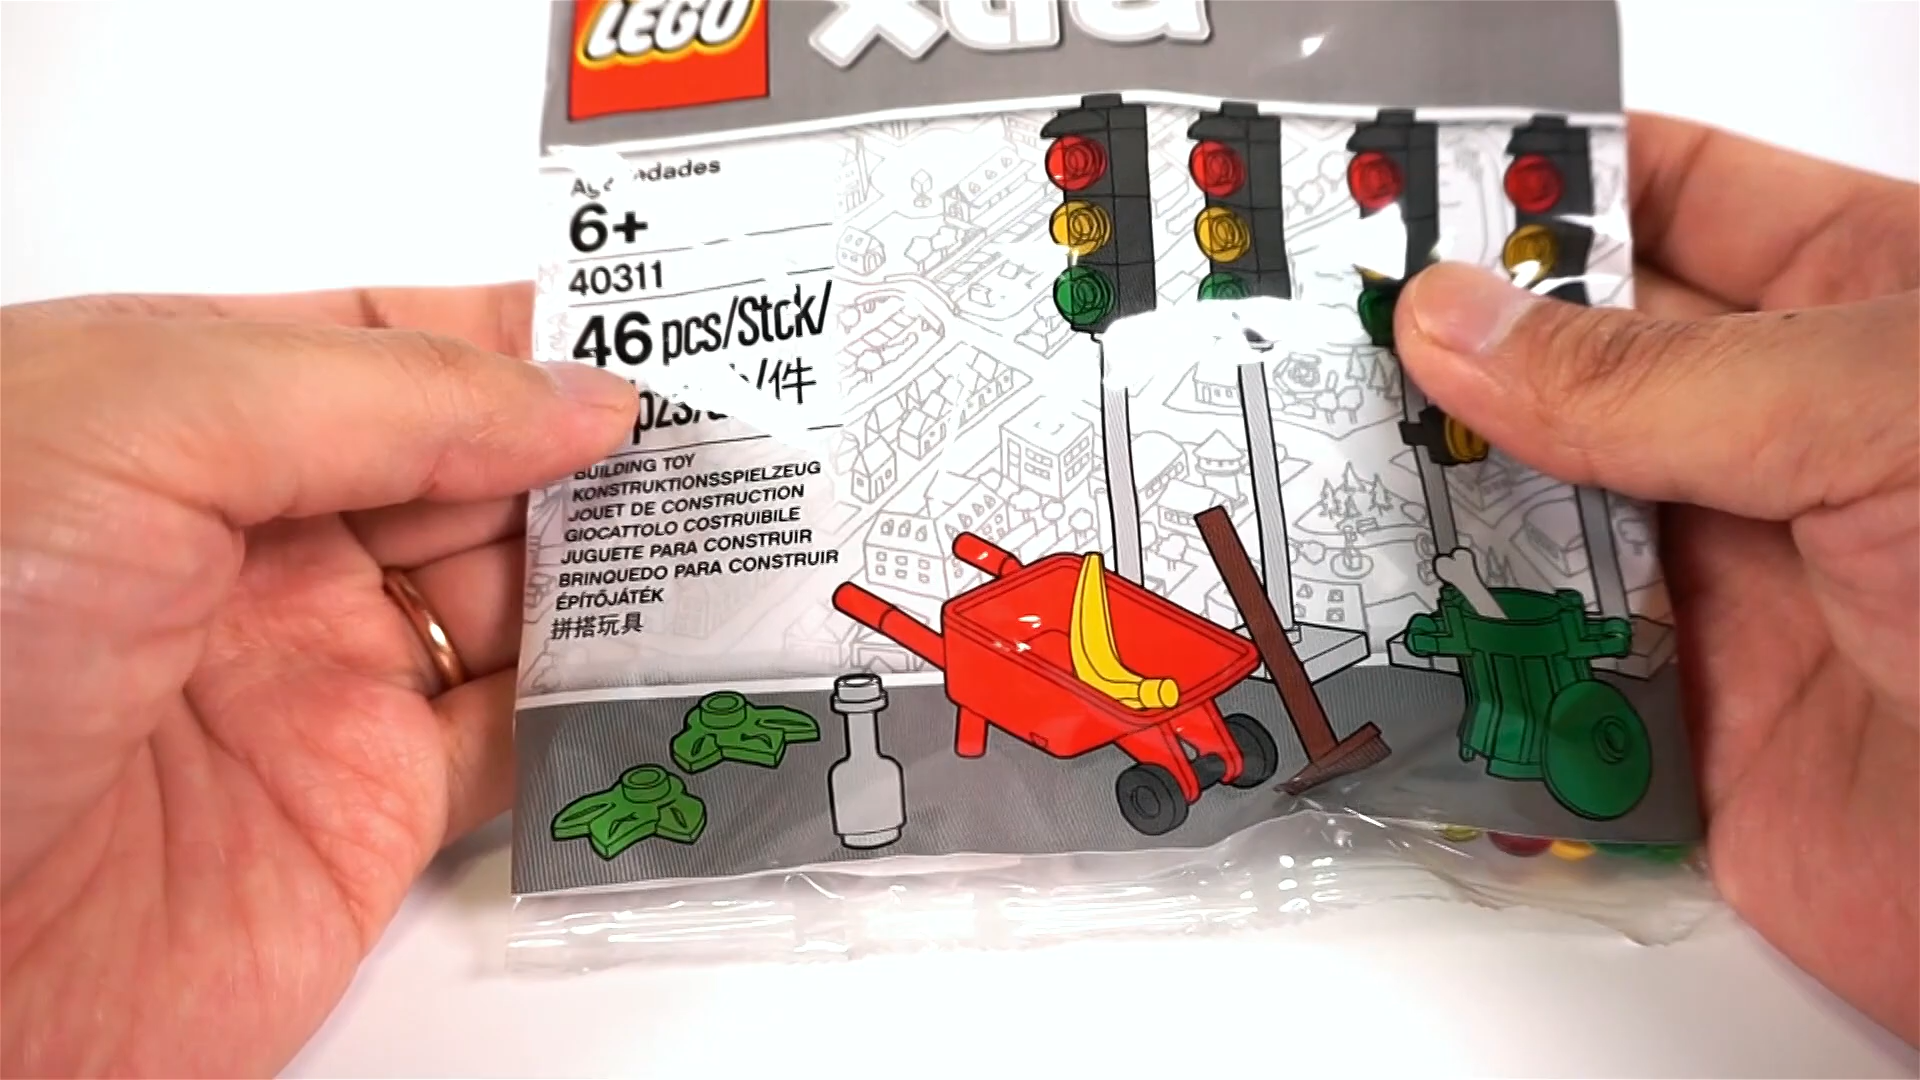 LEGO
xtra
6+
40311
46 pcs/Stck/
/件
BUILDING TOY
KONSTRUKTIONSSPIELZEUG
JOUET DE CONSTRUCTION
GIOCATTOLO COSTRUIBILE
JUGUETE PARA CONSTRUIR
BRINQUEDO PARA CONSTRUIR
ÉPÍTŐJÁTÉK
拼搭玩具